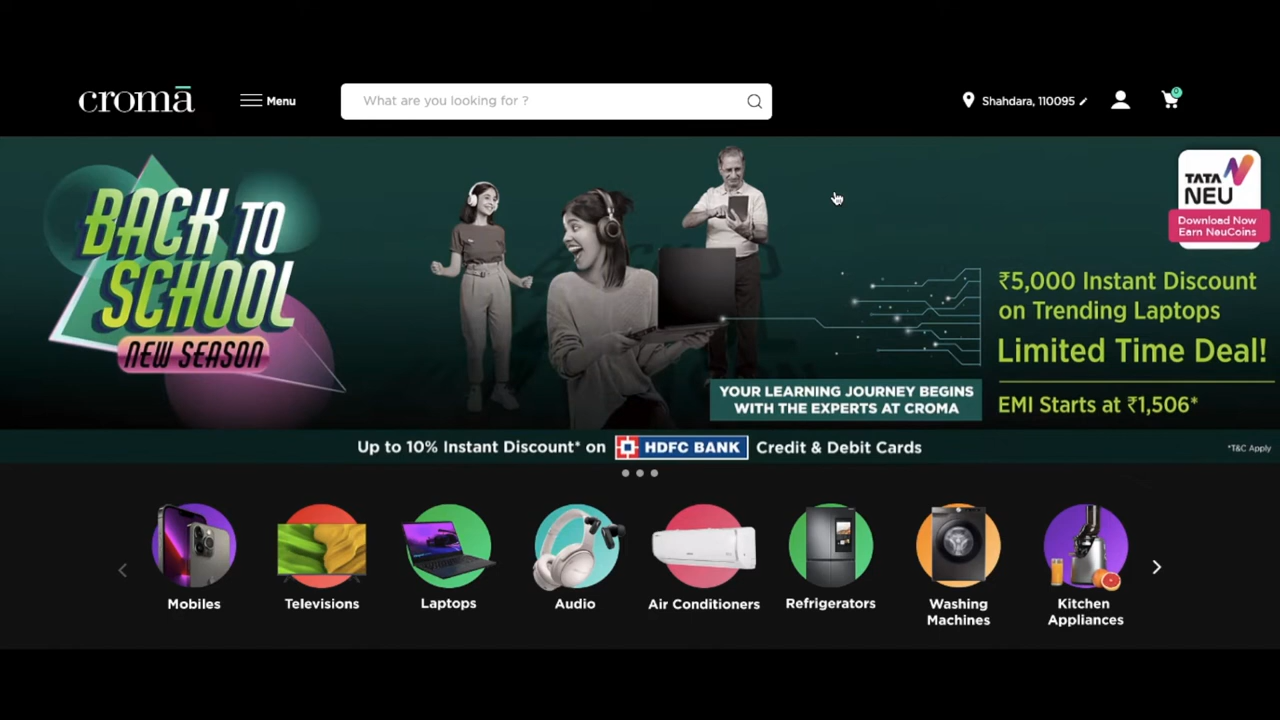 cromā
Menu
What are you looking for ?
Shahdara, 110095
0
BACK TO
SCHOOL
NEW SEASON
TATA
NEU
Download Now
Earn NeuCoins
₹5,000 Instant Discount
on Trending Laptops
Limited Time Deal!
EMI Starts at ₹1,506*
YOUR LEARNING JOURNEY BEGINS
WITH THE EXPERTS AT CROMA
Up to 10% Instant Discount* on HDFC BANK Credit & Debit Cards
*T&C Apply
Mobiles
Televisions
Laptops
Audio
Air Conditioners
Refrigerators
Washing
Machines
Kitchen
Appliances